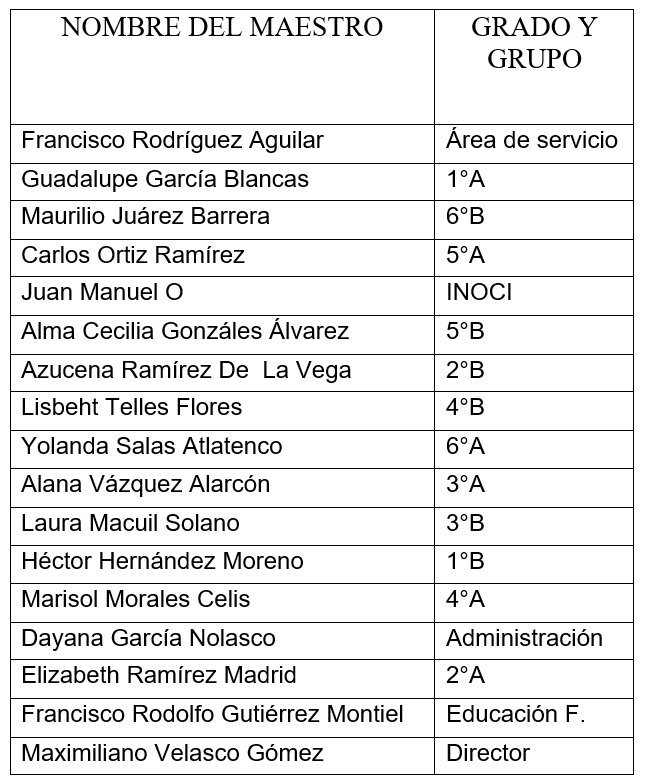 NOMBRE DEL MAESTRO GRADO Y
GRUPO
Francisco Rodríguez Aguilar Área de servicio
Guadalupe García Blancas 1°A
Maurilio Juárez Barrera 6°B
Carlos Ortiz Ramírez 5°A
Juan Manuel O INOCI
Alma Cecilia Gonzáles Álvarez 5°B
Azucena Ramírez De  La Vega 2°B
Lisbeht Telles Flores 4°B
Yolanda Salas Atlatenco 6°A
Alana Vázquez Alarcón 3°A
Laura Macuil Solano 3°B
Héctor Hernández Moreno 1°B
Marisol Morales Celis 4°A
Dayana García Nolasco Administración
Elizabeth Ramírez Madrid 2°A
Francisco Rodolfo Gutiérrez Montiel Educación F.
Maximiliano Velasco Gómez Director